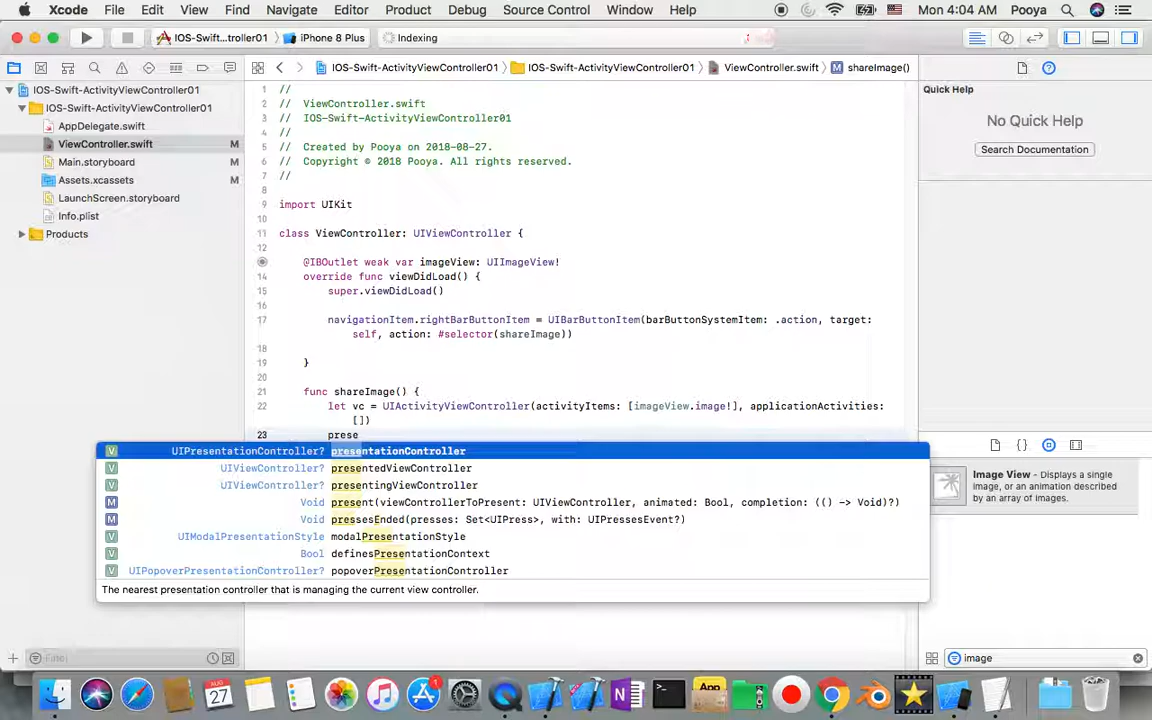 Xcode File Edit View Find Navigate Editor Product Debug Source Control Window Help Mon 4:04 AM Pooya
IOS-Swift...troller01 iPhone 8 Plus Indexing
IOS-Swift-ActivityViewController01 IOS-Swift-ActivityViewController01 ViewController.swift M shareImage()
IOS-Swift-ActivityViewController01
IOS-Swift-ActivityViewController01
AppDelegate.swift
ViewController.swift M
Main.storyboard M
Assets.xcassets M
LaunchScreen.storyboard
Info.plist
Products
1 //
2 // ViewController.swift
3 // IOS-Swift-ActivityViewController01
4 //
5 // Created by Pooya on 2018-08-27.
6 // Copyright © 2018 Pooya. All rights reserved.
7 //
8
9 import UIKit
10
11 class ViewController: UIViewController {
12
@IBOutlet weak var imageView: UIImageView!
14 override func viewDidLoad() {
15 super.viewDidLoad()
16
17 navigationItem.rightBarButtonItem = UIBarButtonItem(barButtonSystemItem: .action, target:
self, action: #selector(shareImage))
18
19 }
20
21 func shareImage() {
22 let vc = UIActivityViewController(activityItems: [imageView.image!], applicationActivities:
[])
23 prese
V UIPresentationController? presentationController
V UIViewController? presentedViewController
V UIViewController? presentingViewController
M Void present(viewControllerToPresent: UIViewController, animated: Bool, completion: (() -> Void)?)
M Void pressesEnded(presses: Set<UIPress>, with: UIPressesEvent?)
V UIModalPresentationStyle modalPresentationStyle
V Bool definesPresentationContext
V UIPopoverPresentationController? popoverPresentationController
The nearest presentation controller that is managing the current view controller.
Quick Help
No Quick Help
Search Documentation
{ }
Image View - Displays a single
image, or an animation described
by an array of images.
Filter
image
27
1
N
App